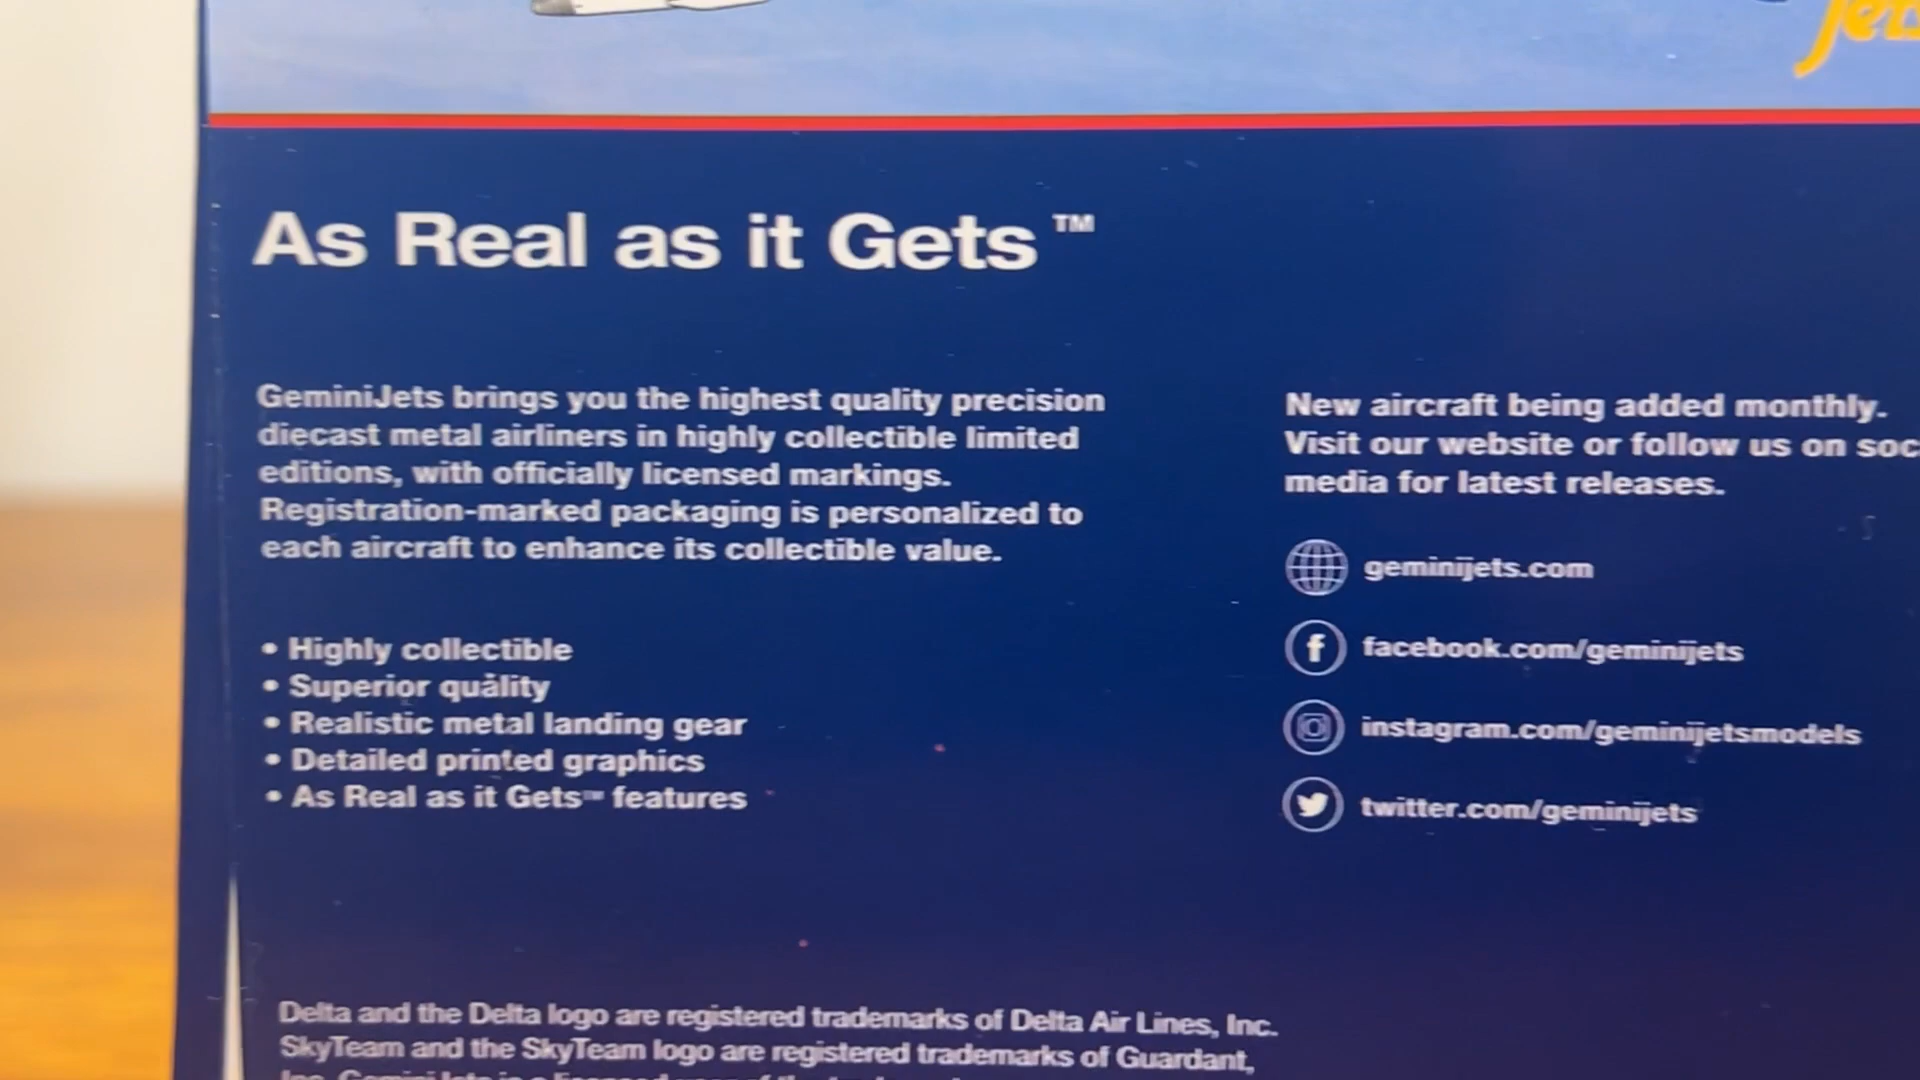 Jets
As Real as it Gets™
GeminiJets brings you the highest quality precision
diecast metal airliners in highly collectible limited
editions, with officially licensed markings.
Registration-marked packaging is personalized to
each aircraft to enhance its collectible value.
• Highly collectible
• Superior quality
• Realistic metal landing gear
• Detailed printed graphics
• As Real as it Gets™ features
New aircraft being added monthly.
Visit our website or follow us on soc
media for latest releases.
geminijets.com
facebook.com/geminijets
instagram.com/geminijetsmodels
twitter.com/geminijets
Delta and the Delta logo are registered trademarks of Delta Air Lines, Inc.
SkyTeam and the SkyTeam logo are registered trademarks of Guardant,